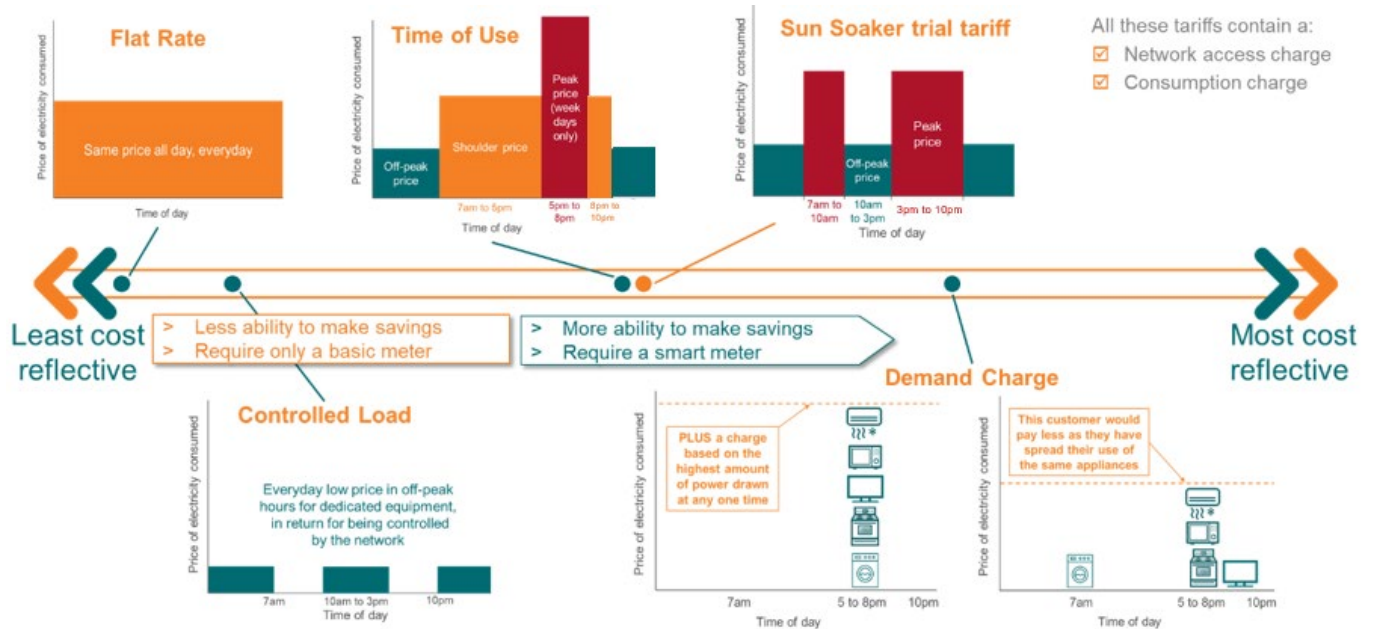 Flat Rate
Price of electricity consumed
Same price all day, everyday
Time of day
Time of Use
Price of electricity consumed
Off-peak
price
Shoulder price
Peak
price
(week
days
only)
7am to 5pm
5pm to
8pm
8pm to
10pm
Time of day
Sun Soaker trial tariff
Price of electricity consumed
Off-peak
price
Peak
price
7am to
10am
10am
to 3pm
3pm to 10pm
Time of day
All these tariffs contain a:
Network access charge
Consumption charge
Least cost
reflective
> Less ability to make savings
> Require only a basic meter
> More ability to make savings
> Require a smart meter
Most cost
reflective
Controlled Load
Price of electricity consumed
Everyday low price in off-peak
hours for dedicated equipment,
in return for being controlled
by the network
7am
10am to 3pm
10pm
Time of day
Demand Charge
Price of electricity consumed
PLUS a charge
based on the
highest amount
of power drawn
at any one time
7am
5 to 8pm
10pm
Time of day
Price of electricity consumed
This customer would
pay less as they have
spread their use of
the same appliances
7am
5 to 8pm
10pm
Time of day